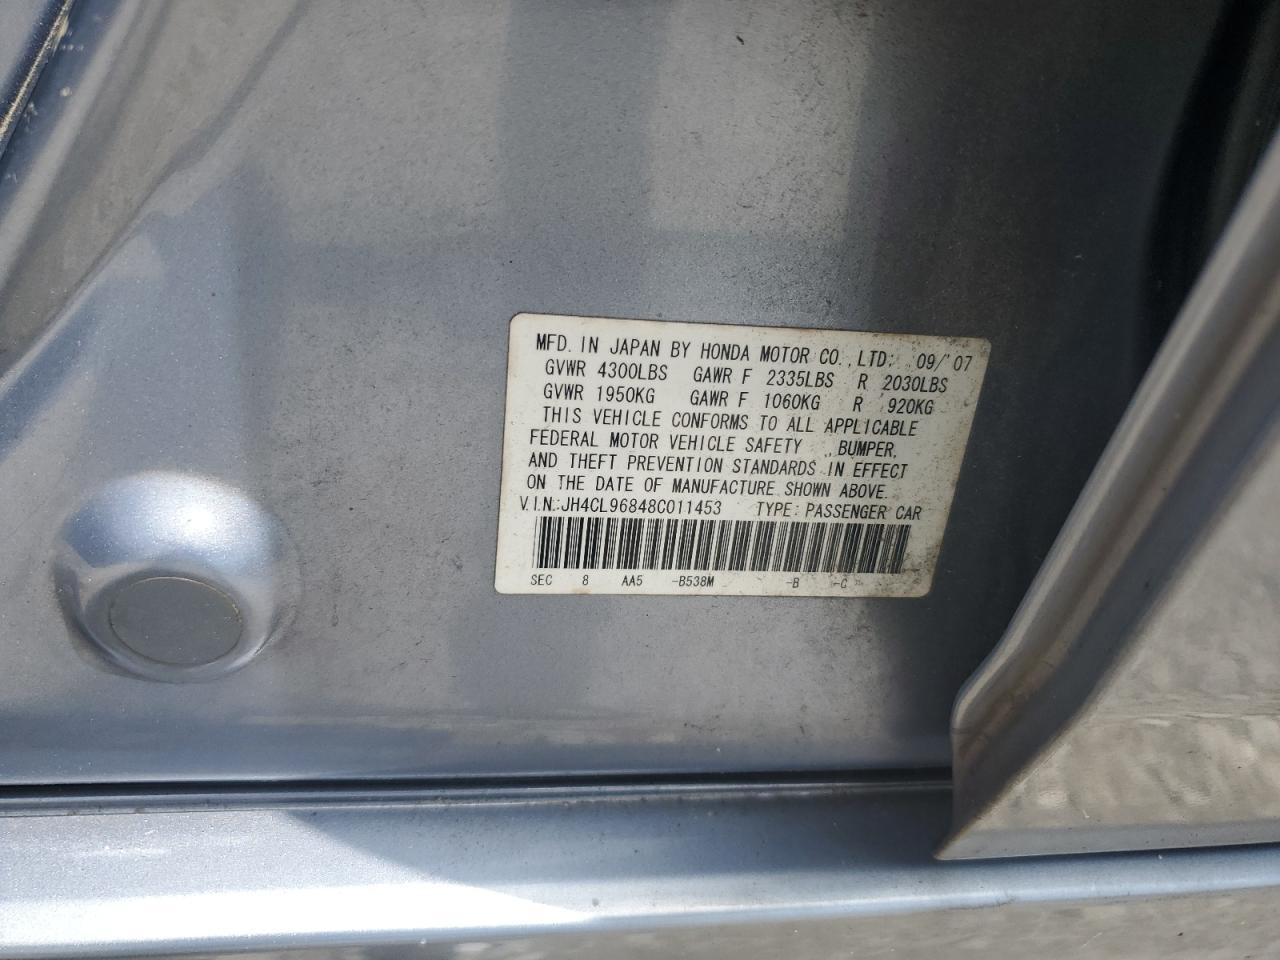 MFD. IN JAPAN BY HONDA MOTOR CO., LTD. 09/'07
GVWR 4300LBS GAWR F 2335LBS R 2030LBS
GVWR 1950KG GAWR F 1060KG R 920KG
THIS VEHICLE CONFORMS TO ALL APPLICABLE
FEDERAL MOTOR VEHICLE SAFETY, BUMPER,
AND THEFT PREVENTION STANDARDS IN EFFECT
ON THE DATE OF MANUFACTURE SHOWN ABOVE.
V.I.N:JH4CL96848C011453 TYPE: PASSENGER CAR
SEC 8 AA5 -B538M -B -C